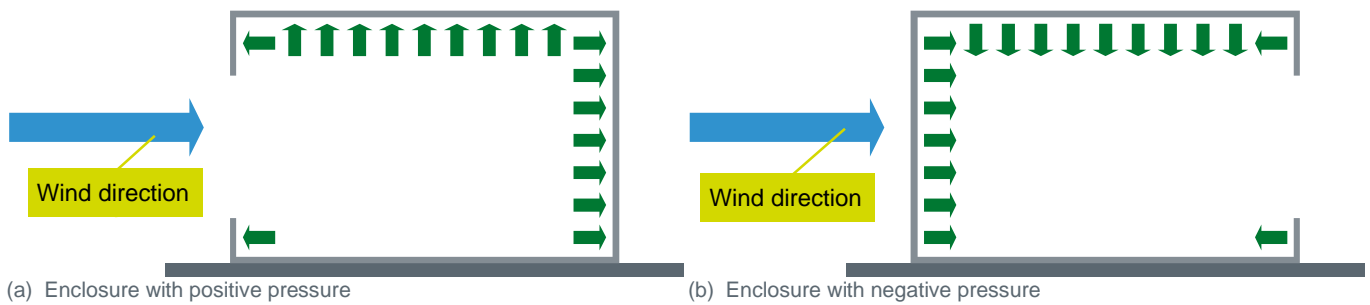 Wind direction
Wind direction
(a) Enclosure with positive pressure
(b) Enclosure with negative pressure